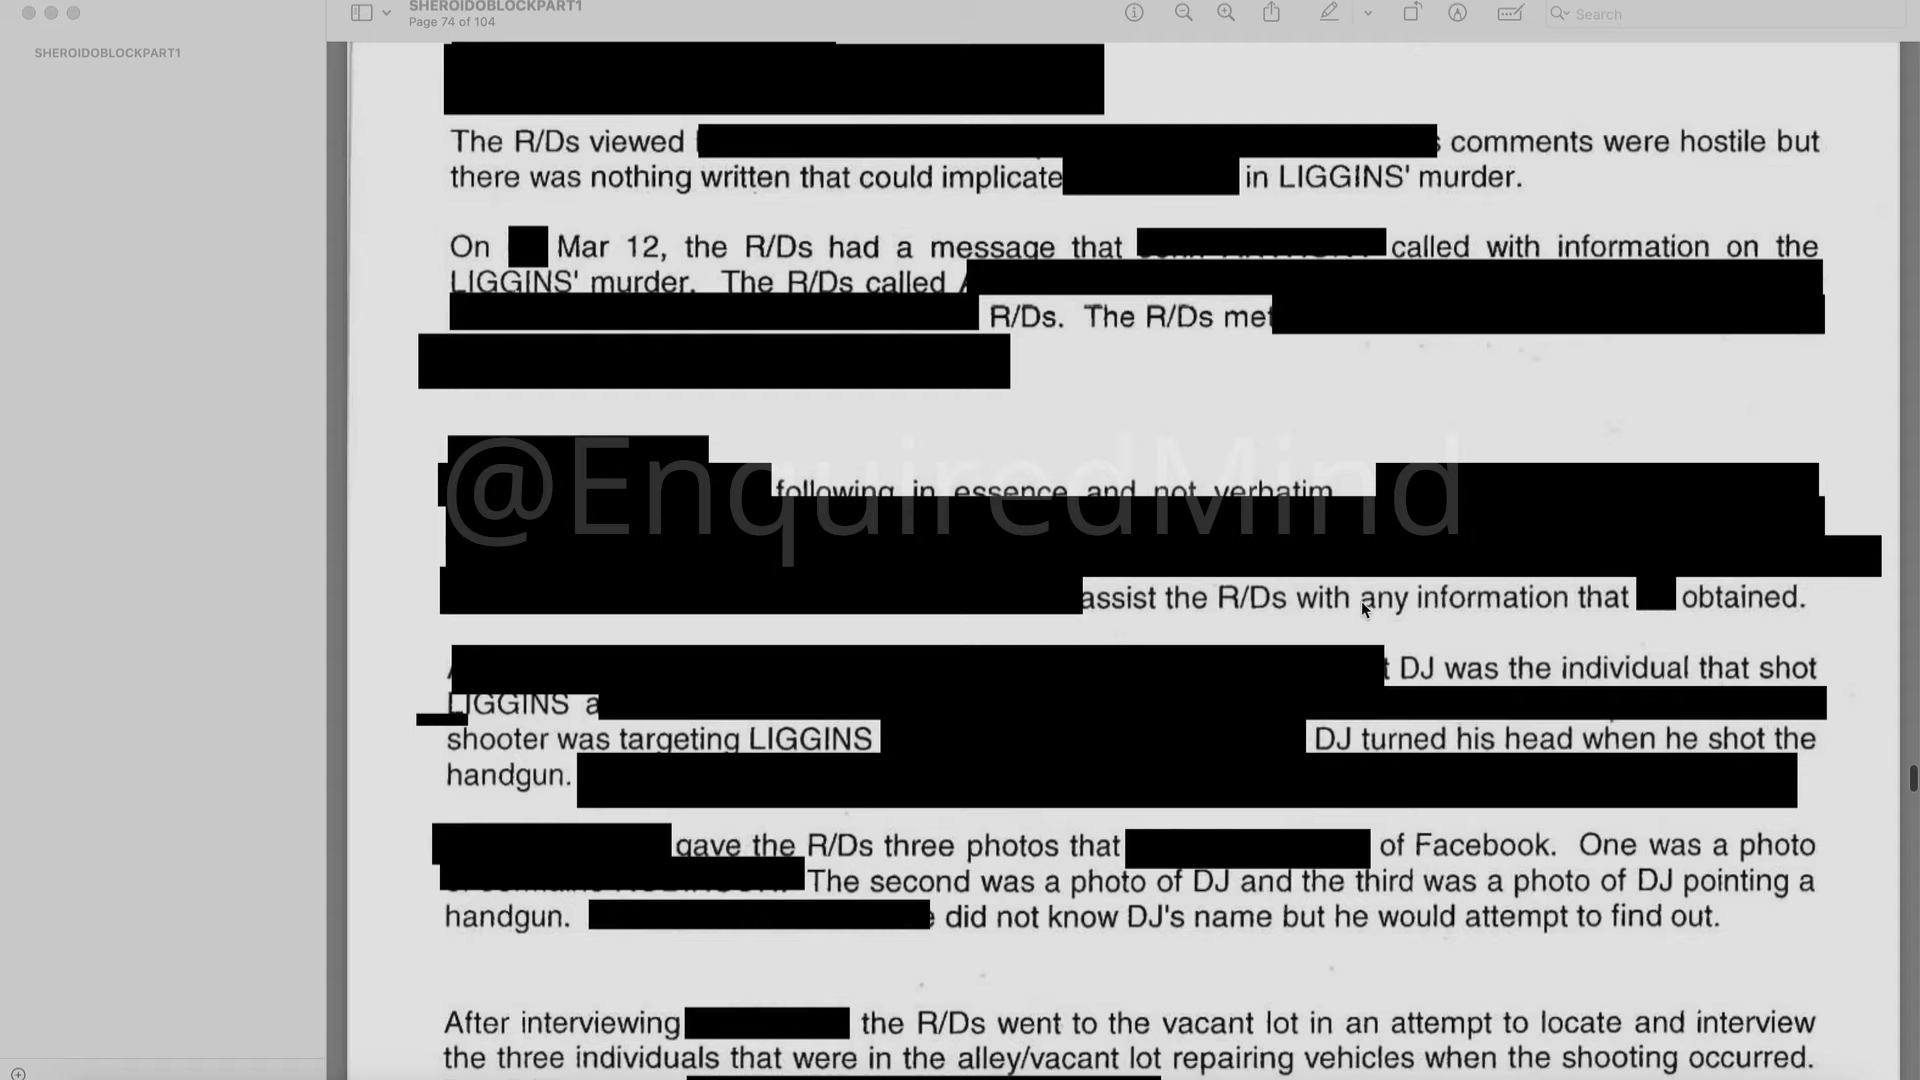 SHEROIDOBLOCKPART1
Page 74 of 104
Search
SHEROIDOBLOCKPART1
The R/Ds viewed comments were hostile but
there was nothing written that could implicate in LIGGINS' murder.
On Mar 12, the R/Ds had a message that called with information on the
LIGGINS' murder. The R/Ds called
R/Ds. The R/Ds met
@EnquiredMind
following in essence and not verbatim
assist the R/Ds with any information that obtained.
DJ was the individual that shot
LIGGINS a
shooter was targeting LIGGINS DJ turned his head when he shot the
handgun.
gave the R/Ds three photos that of Facebook. One was a photo
The second was a photo of DJ and the third was a photo of DJ pointing a
handgun. did not know DJ's name but he would attempt to find out.
After interviewing the R/Ds went to the vacant lot in an attempt to locate and interview
the three individuals that were in the alley/vacant lot repairing vehicles when the shooting occurred.